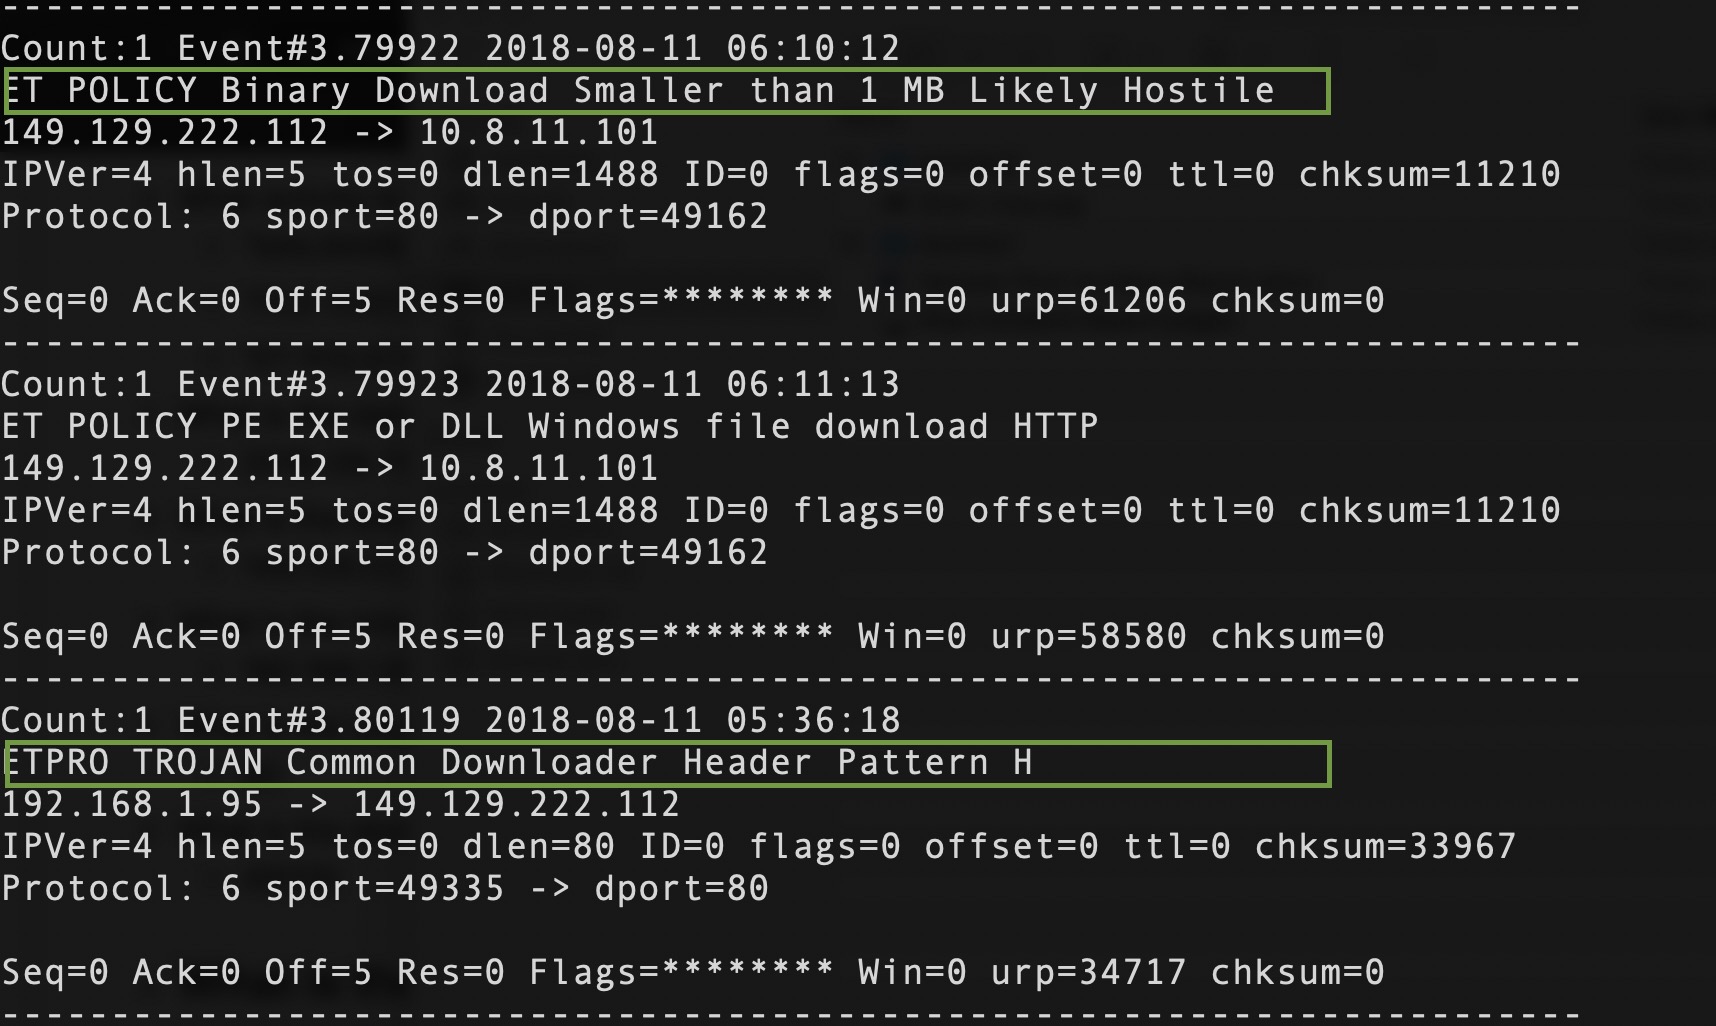 ------------------------------------------------------------------------
Count:1 Event#3.79922 2018-08-11 06:10:12
ET POLICY Binary Download Smaller than 1 MB Likely Hostile
149.129.222.112 -> 10.8.11.101
IPVer=4 hlen=5 tos=0 dlen=1488 ID=0 flags=0 offset=0 ttl=0 chksum=11210
Protocol: 6 sport=80 -> dport=49162
Seq=0 Ack=0 Off=5 Res=0 Flags=******** Win=0 urp=61206 chksum=0
------------------------------------------------------------------------
Count:1 Event#3.79923 2018-08-11 06:11:13
ET POLICY PE EXE or DLL Windows file download HTTP
149.129.222.112 -> 10.8.11.101
IPVer=4 hlen=5 tos=0 dlen=1488 ID=0 flags=0 offset=0 ttl=0 chksum=11210
Protocol: 6 sport=80 -> dport=49162
Seq=0 Ack=0 Off=5 Res=0 Flags=******** Win=0 urp=58580 chksum=0
------------------------------------------------------------------------
Count:1 Event#3.80119 2018-08-11 05:36:18
ETPRO TROJAN Common Downloader Header Pattern H
192.168.1.95 -> 149.129.222.112
IPVer=4 hlen=5 tos=0 dlen=80 ID=0 flags=0 offset=0 ttl=0 chksum=33967
Protocol: 6 sport=49335 -> dport=80
Seq=0 Ack=0 Off=5 Res=0 Flags=******** Win=0 urp=34717 chksum=0
------------------------------------------------------------------------